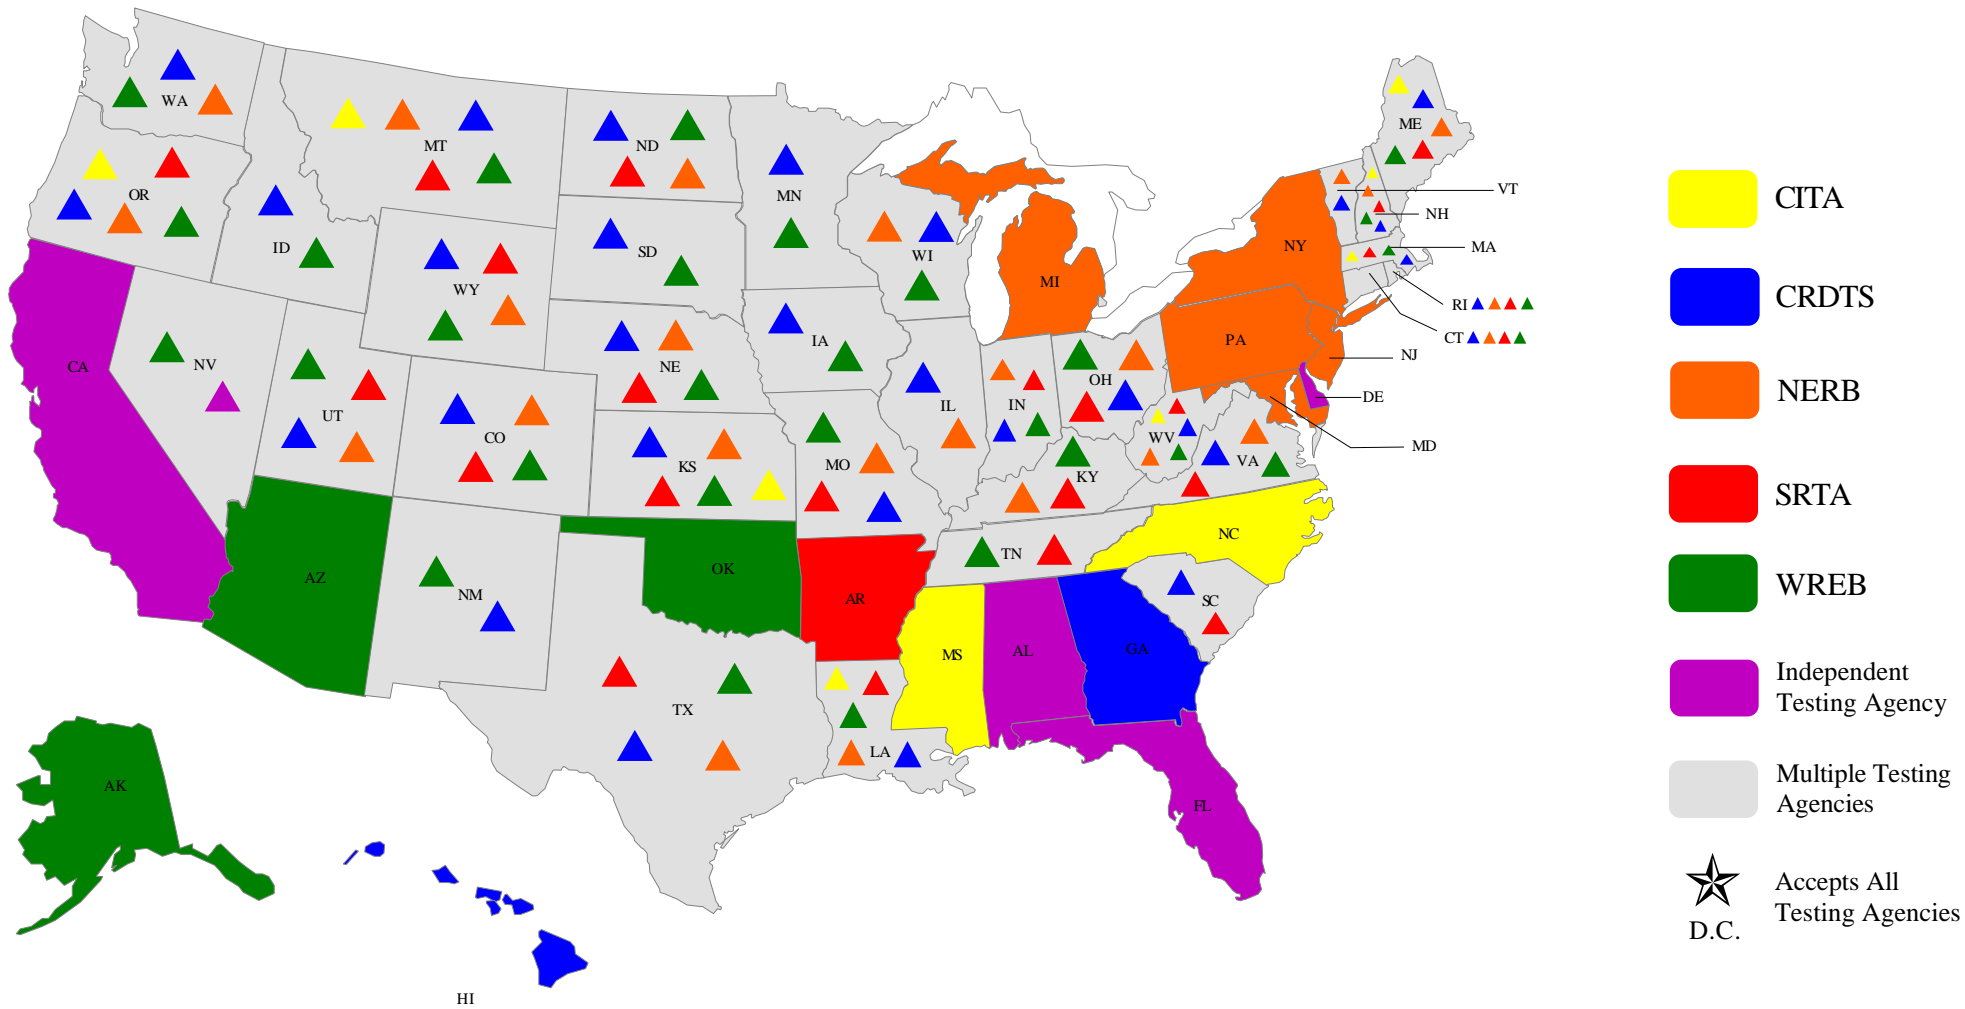 WA
MT
ND
MN
ME
OR
ID
SD
WI
VT
NH
NY
MA
WY
MI
RI
NE
IA
PA
CT
NJ
CA
NV
UT
CO
KS
MO
IL
IN
OH
WV
KY
VA
DE
MD
AZ
NM
OK
AR
TN
NC
SC
MS
AL
GA
TX
LA
FL
AK
HI
CITA
CRDTS
NERB
SRTA
WREB
Independent
Testing Agency
Multiple Testing
Agencies
Accepts All
Testing Agencies
D.C.